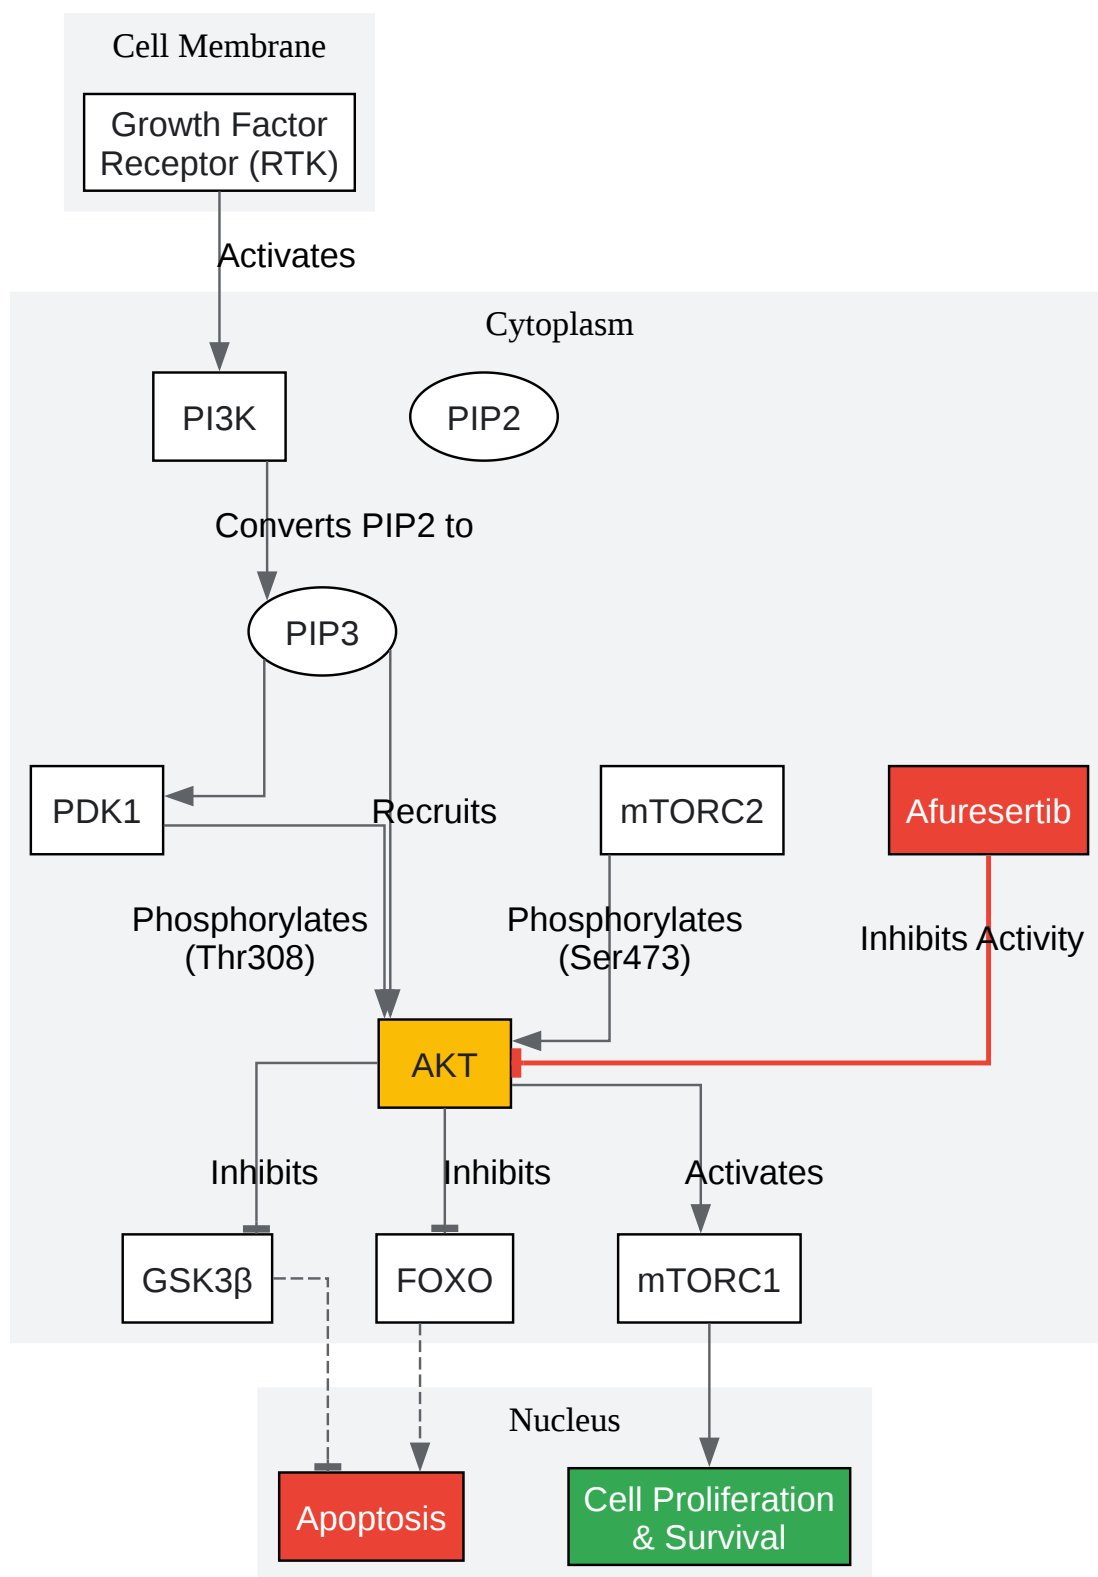 Cell Membrane
Growth Factor
Receptor (RTK)
Activates
Cytoplasm
PI3K
PIP2
Converts PIP2 to
PIP3
PDK1
Recruits
mTORC2
Afuresertib
Phosphorylates
(Thr308)
Phosphorylates
(Ser473)
Inhibits Activity
AKT
Inhibits
Inhibits
Activates
GSK3β
FOXO
mTORC1
Nucleus
Apoptosis
Cell Proliferation
& Survival